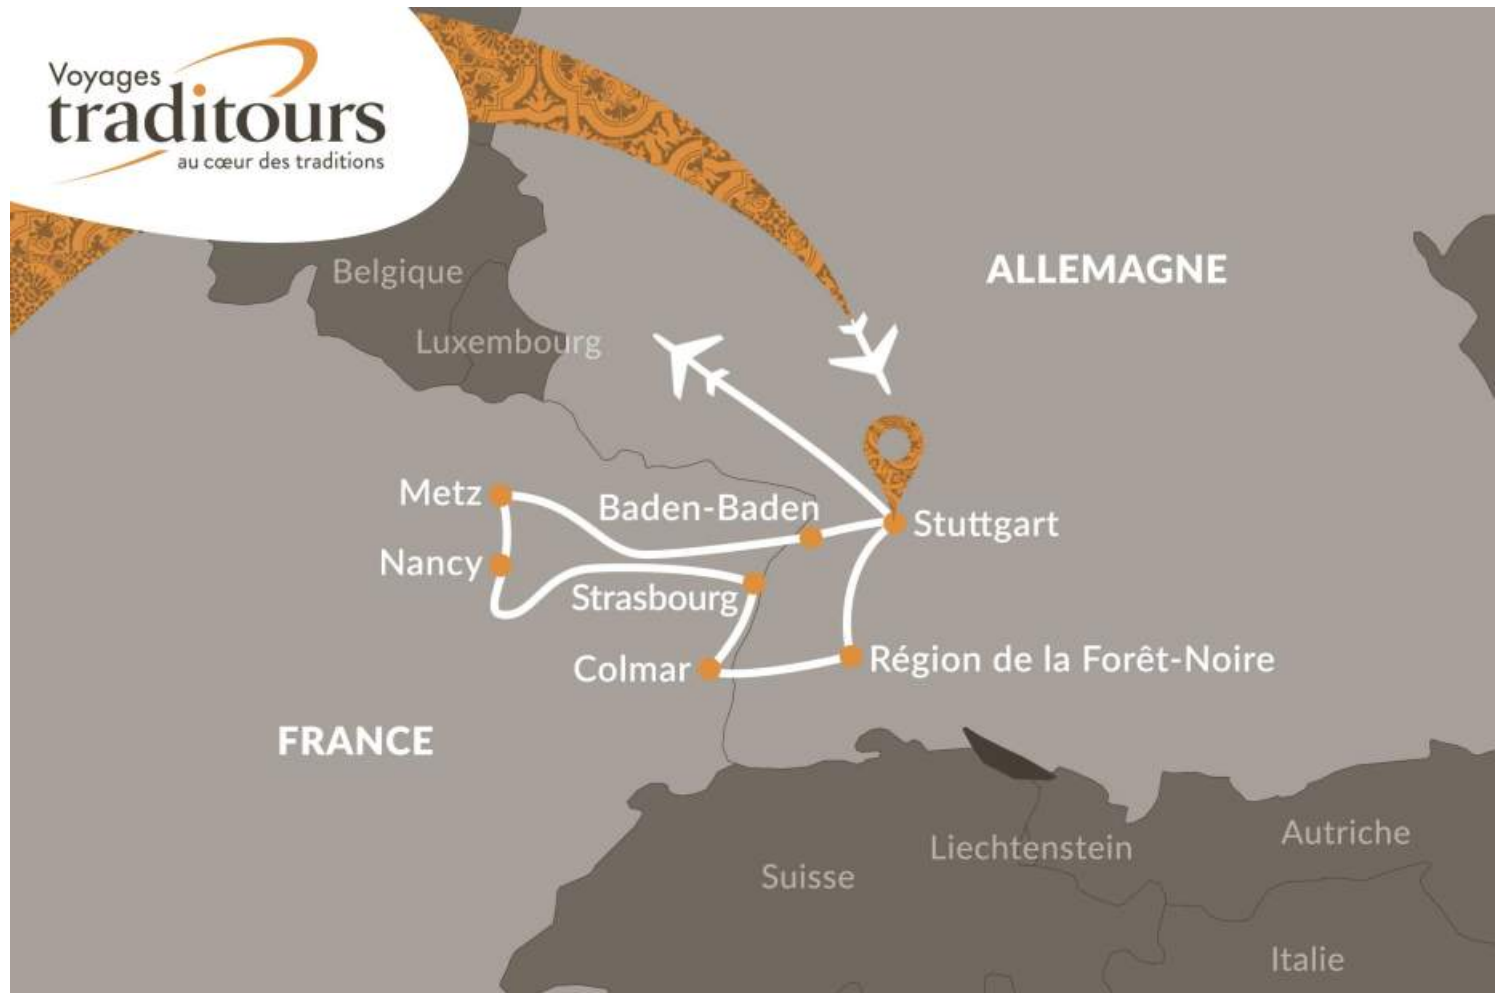 Voyages
traditours
au cœur des traditions
Belgique
ALLEMAGNE
Luxembourg
Metz
Baden-Baden
Stuttgart
Nancy
Strasbourg
Colmar
Région de la Forêt-Noire
FRANCE
Autriche
Liechtenstein
Suisse
Italie